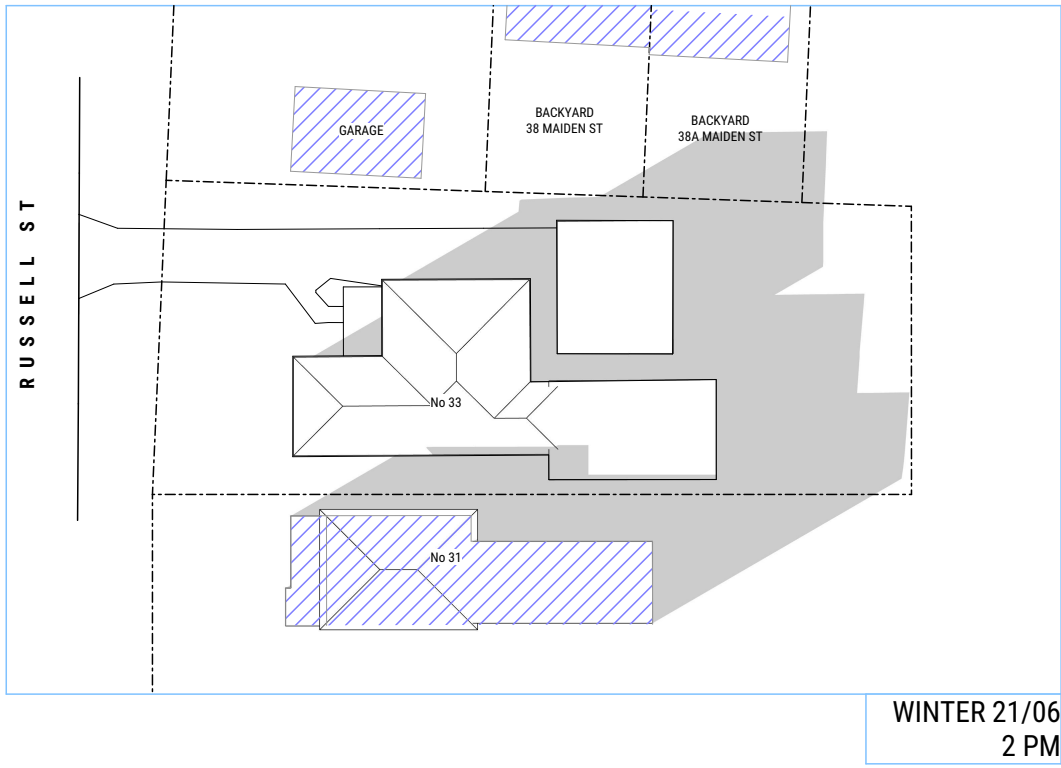 BACKYARD
38 MAIDEN ST
BACKYARD
38A MAIDEN ST
GARAGE
RUSSELL ST
No 33
No 31
WINTER 21/06
2 PM